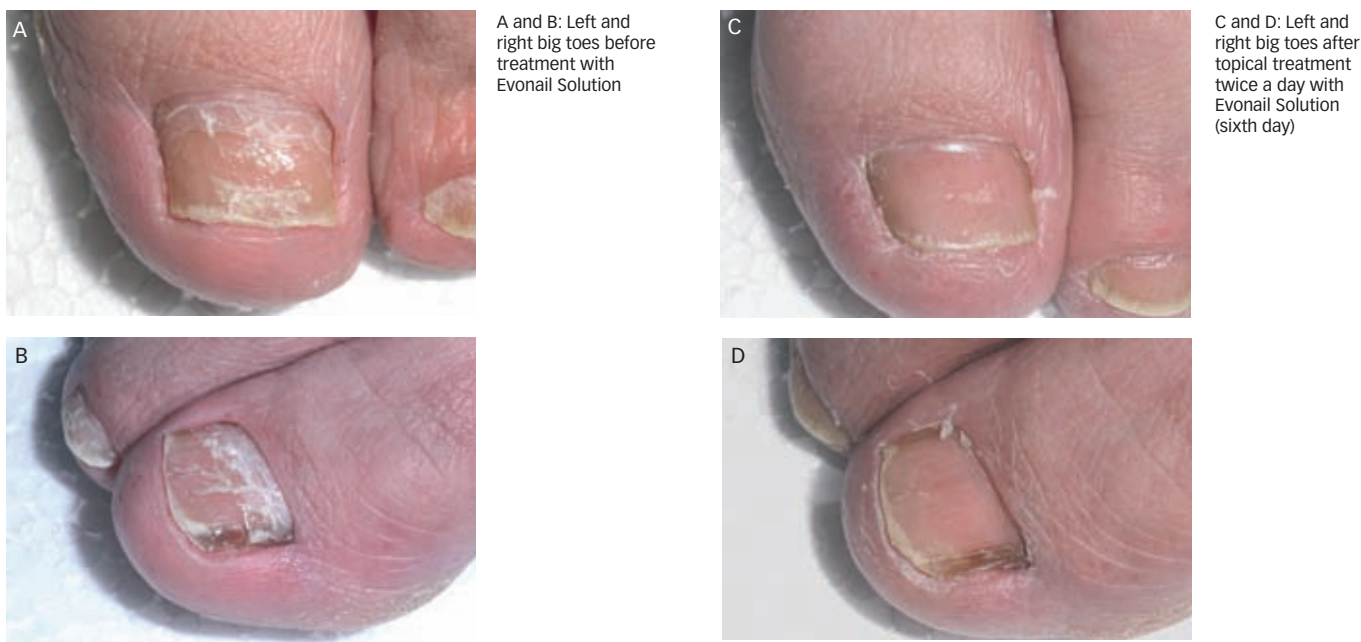 A
A and B: Left and
right big toes before
treatment with
Evonail Solution
C
C and D: Left and
right big toes after
topical treatment
twice a day with
Evonail Solution
(sixth day)
B
D